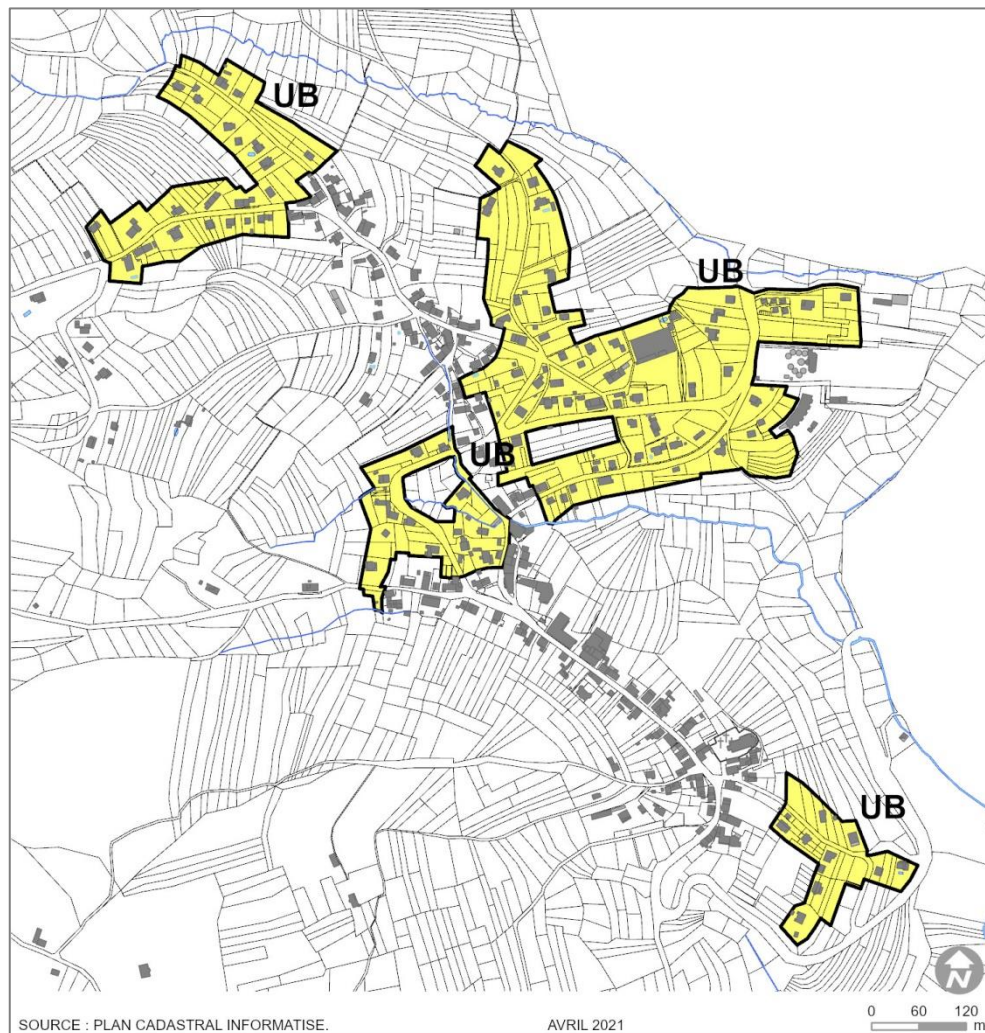 UB
UB
UB
UB
N
SOURCE : PLAN CADASTRAL INFORMATISE.
AVRIL 2021
0 60 120
m